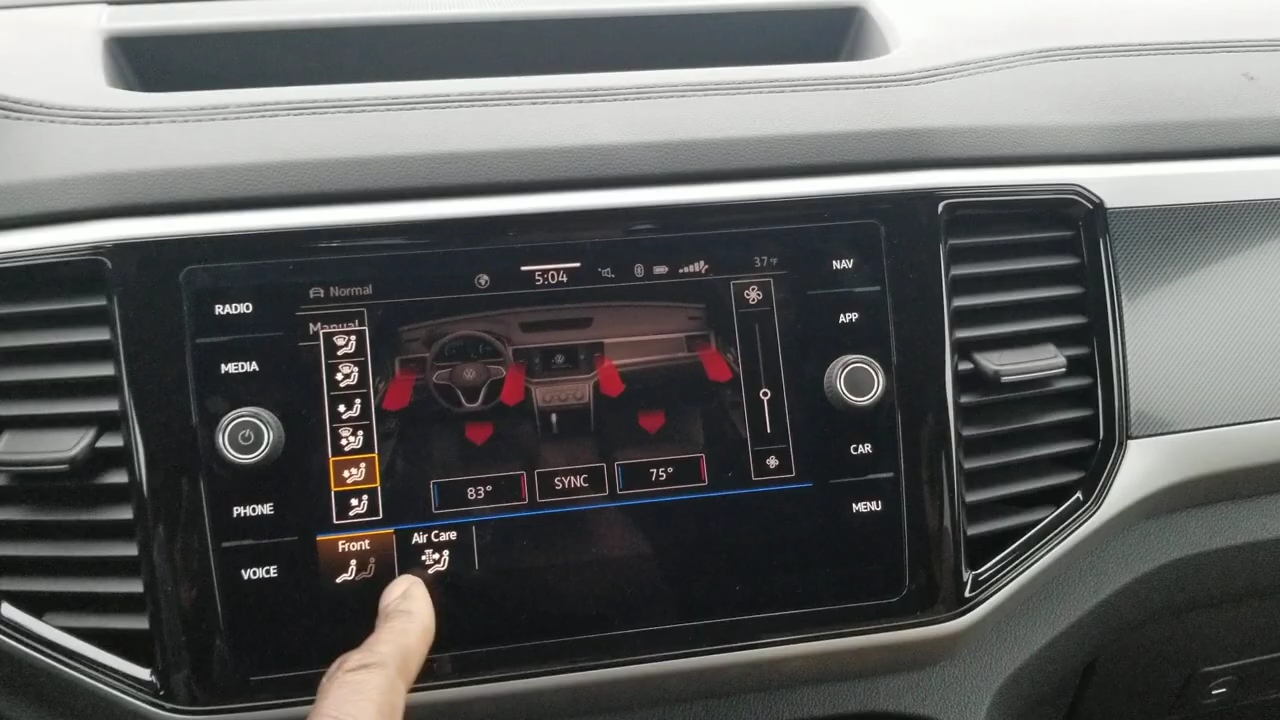 RADIO
MEDIA
PHONE
VOICE
5:04
37°F
Normal
Manual
83°
SYNC
75°
Front
Air Care
NAV
APP
CAR
MENU